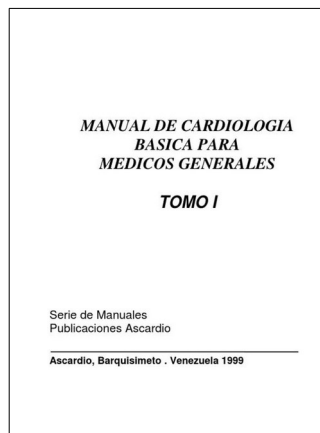 MANUAL DE CARDIOLOGIA
BASICA PARA
MEDICOS GENERALES
TOMO I
Serie de Manuales
Publicaciones Ascardio
Ascardio, Barquisimeto . Venezuela 1999